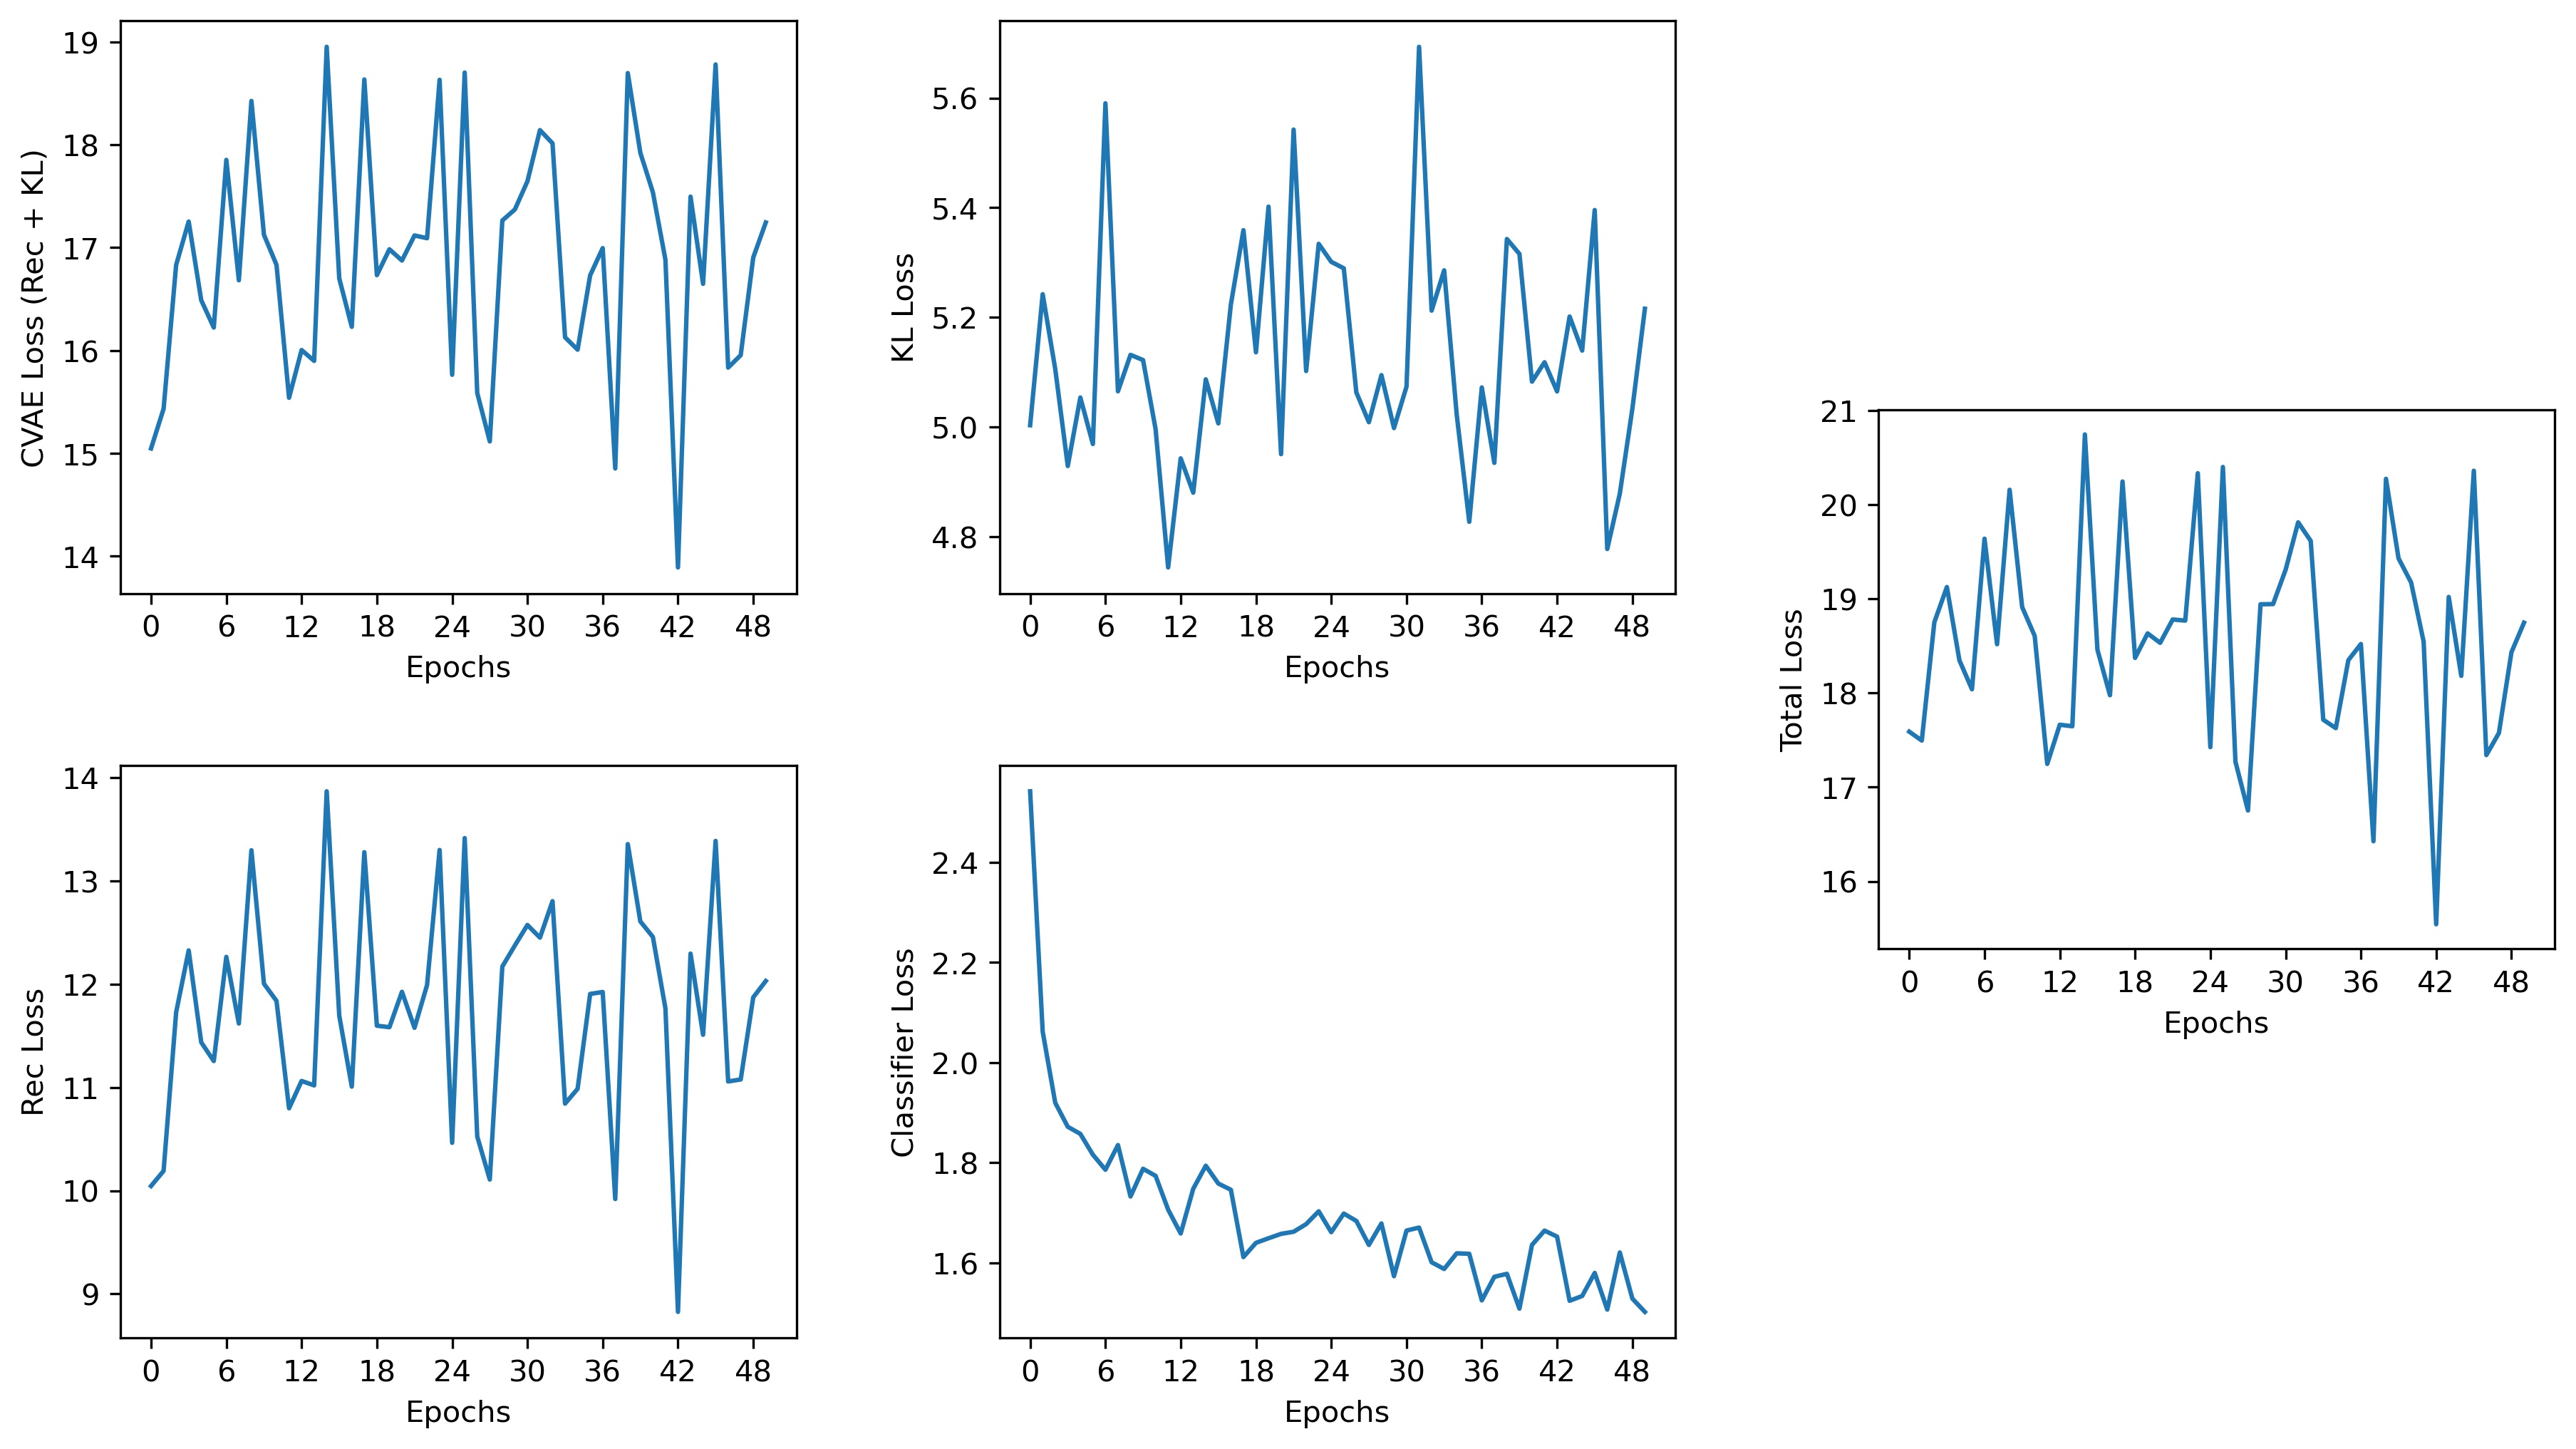 CVAE Loss (Rec + KL)
19
18
17
16
15
14
0 6 12 18 24 30 36 42 48
Epochs
KL Loss
5.6
5.4
5.2
5.0
4.8
0 6 12 18 24 30 36 42 48
Epochs
Rec Loss
14
13
12
11
10
9
0 6 12 18 24 30 36 42 48
Epochs
Classifier Loss
2.4
2.2
2.0
1.8
1.6
0 6 12 18 24 30 36 42 48
Epochs
Total Loss
21
20
19
18
17
16
0 6 12 18 24 30 36 42 48
Epochs